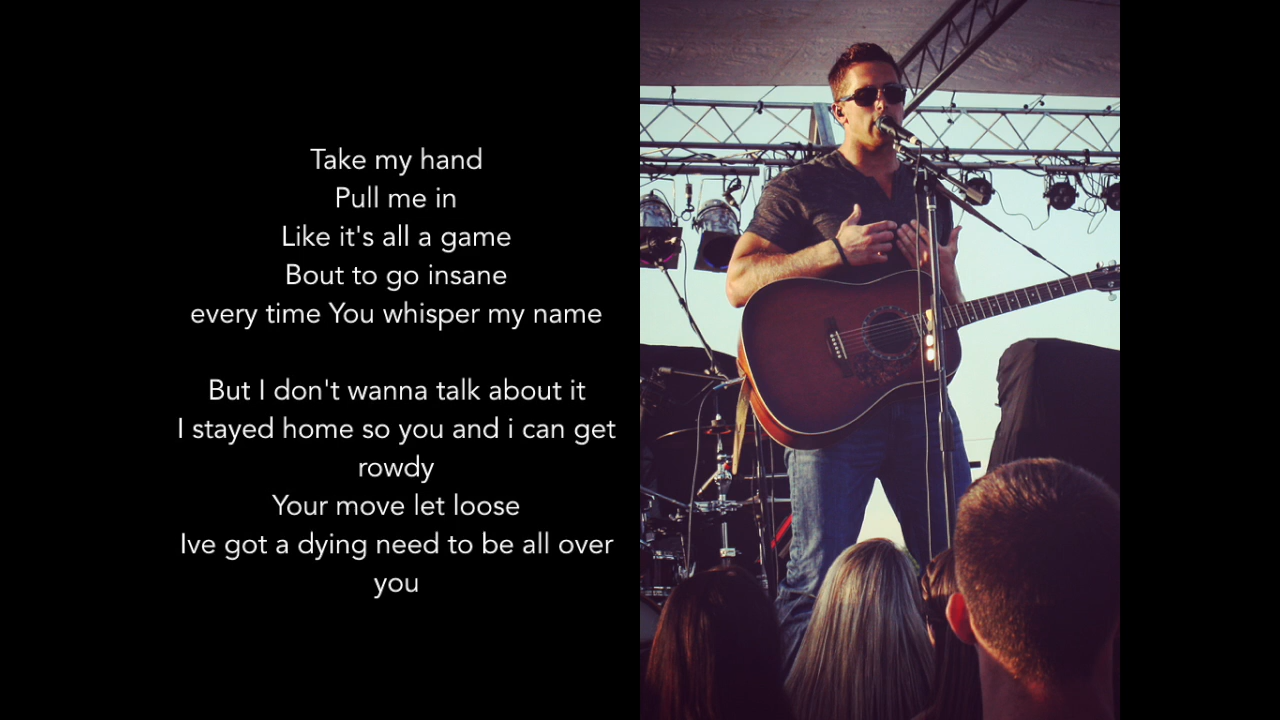 Take my hand
Pull me in
Like it's all a game
Bout to go insane
every time You whisper my name
But I don't wanna talk about it
I stayed home so you and i can get
rowdy
Your move let loose
Ive got a dying need to be all over
you